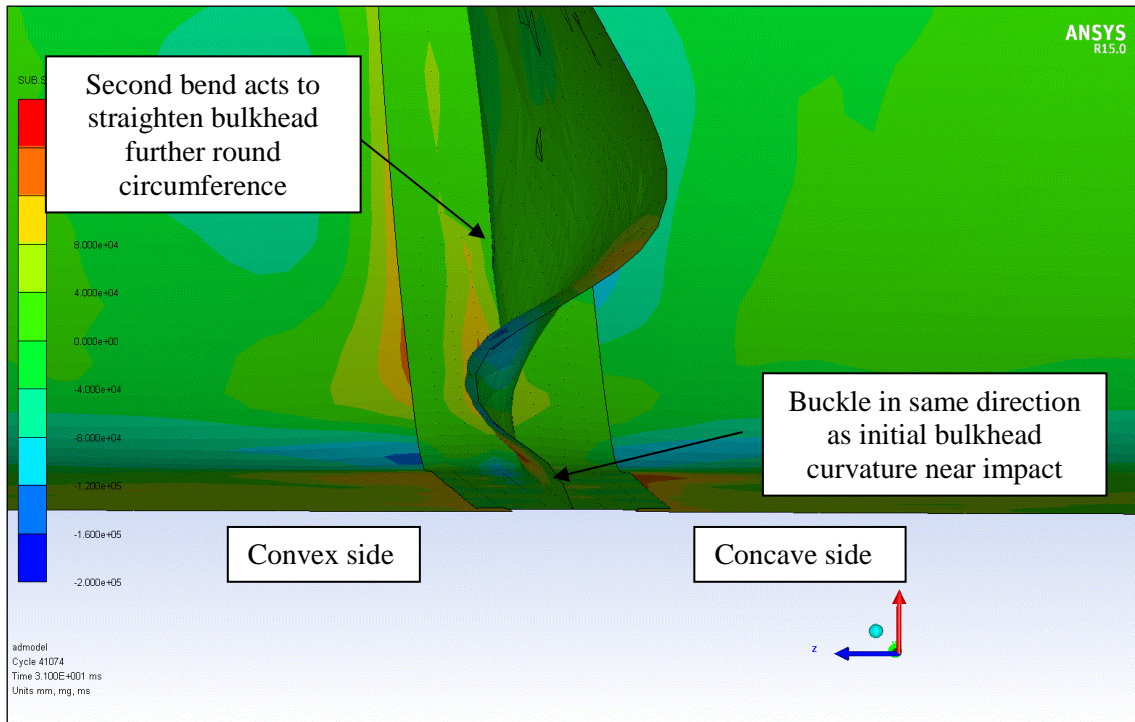 ANSYS
R15.0
SUB.S
Second bend acts to
straighten bulkhead
further round
circumference
8.000e+04
4.000e+04
0.000e+00
-4.000e+04
-8.000e+04
-1.200e+05
-1.600e+05
-2.000e+05
Buckle in same direction
as initial bulkhead
curvature near impact
Convex side
Concave side
z
admodel
Cycle 41074
Time 3.100E+001 ms
Units mm, mg, ms